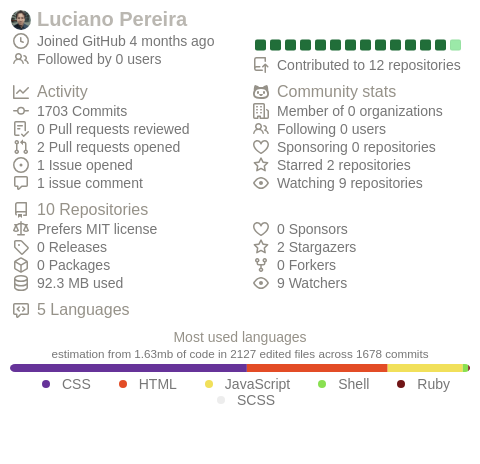 Luciano Pereira
Joined GitHub 4 months ago
Followed by 0 users
Contributed to 12 repositories
Activity
1703 Commits
0 Pull requests reviewed
2 Pull requests opened
1 Issue opened
1 issue comment
Community stats
Member of 0 organizations
Following 0 users
Sponsoring 0 repositories
Starred 2 repositories
Watching 9 repositories
10 Repositories
Prefers MIT license
0 Releases
0 Packages
92.3 MB used
0 Sponsors
2 Stargazers
0 Forkers
9 Watchers
5 Languages
Most used languages
estimation from 1.63mb of code in 2127 edited files across 1678 commits
CSS HTML JavaScript Shell Ruby
SCSS